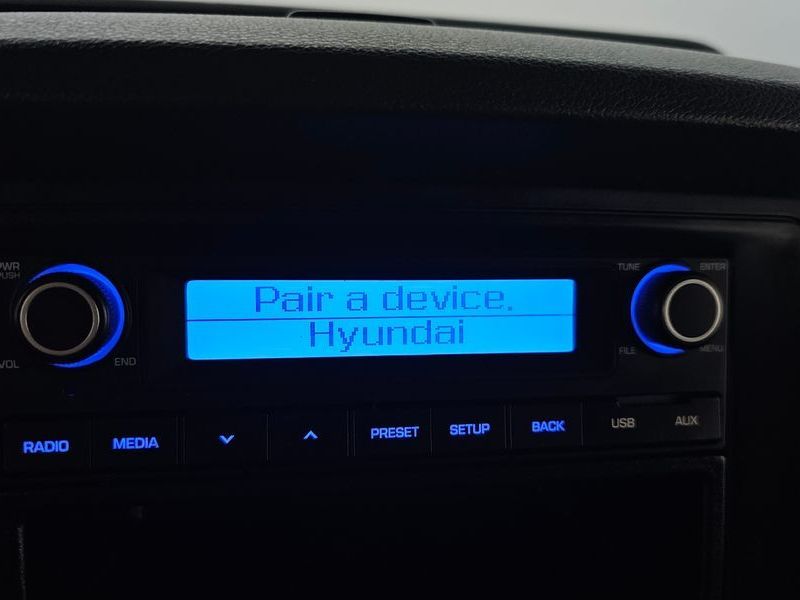 PWR
PUSH
VOL
END
Pair a device.
Hyundai
TUNE
ENTER
FILE
MENU
RADIO
MEDIA
PRESET
SETUP
BACK
USB
AUX